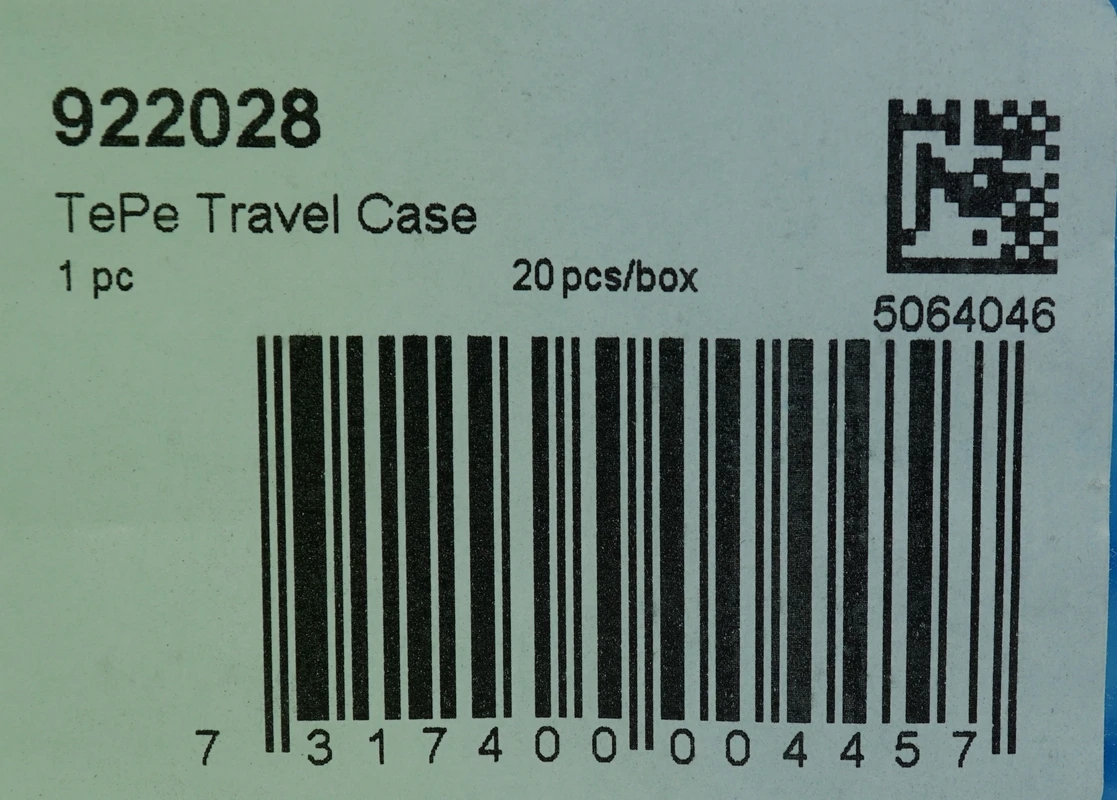 922028
TePe Travel Case
1 pc 20 pcs/box
5064046
7 317400 004457